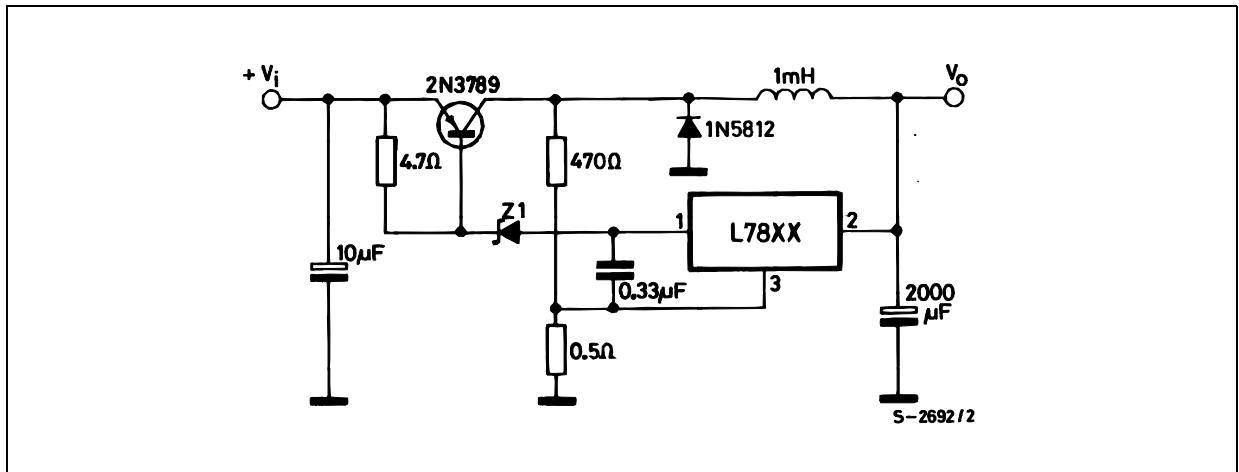 + Vi
2N3789
1mH
Vo
4.7Ω
470Ω
1N5812
Z1
1
L78XX
2
10µF
0.33µF
3
2000
µF
0.5Ω
S-2692/2